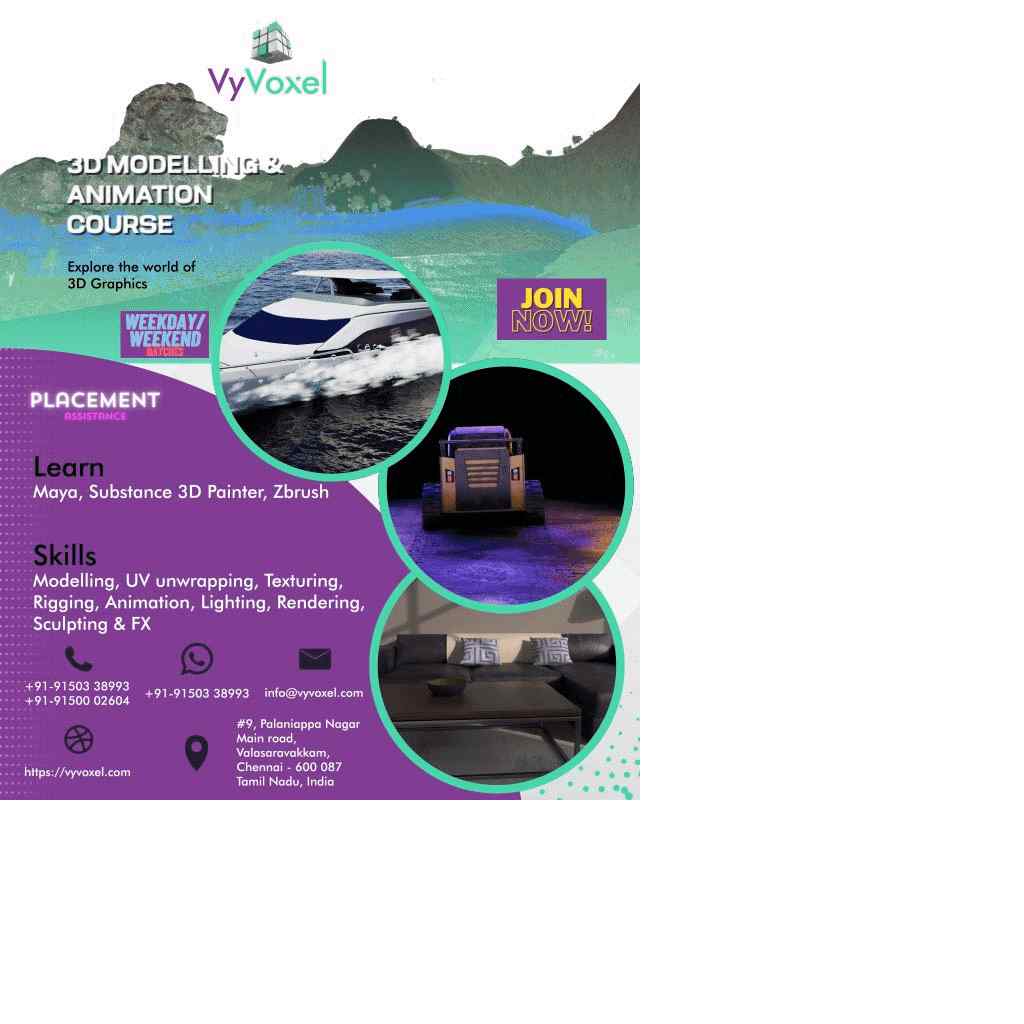 VyVoxel
3D MODELLING &
ANIMATION
COURSE
Explore the world of
3D Graphics
JOIN
NOW!
WEEKDAY/
WEEKEND
BATCHES
PLACEMENT
ASSISTANCE
Learn
Maya, Substance 3D Painter, Zbrush
Skills
Modelling, UV unwrapping, Texturing,
Rigging, Animation, Lighting, Rendering,
Sculpting & FX
+91-91503 38993
+91-91500 02604
+91-91503 38993
info@vyvoxel.com
https://vyvoxel.com
#9, Palaniappa Nagar
Main road,
Valasaravakkam,
Chennai - 600 087
Tamil Nadu, India